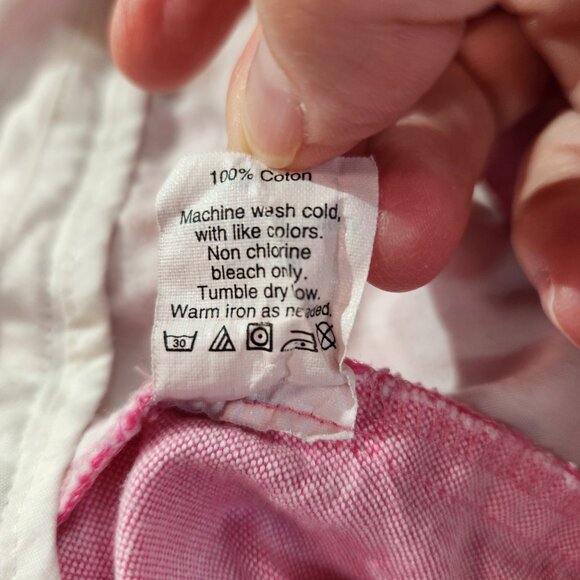 100% Coton
Machine wash cold,
with like colors.
Non chlorine
bleach only.
Tumble dry low.
Warm iron as needed.
30